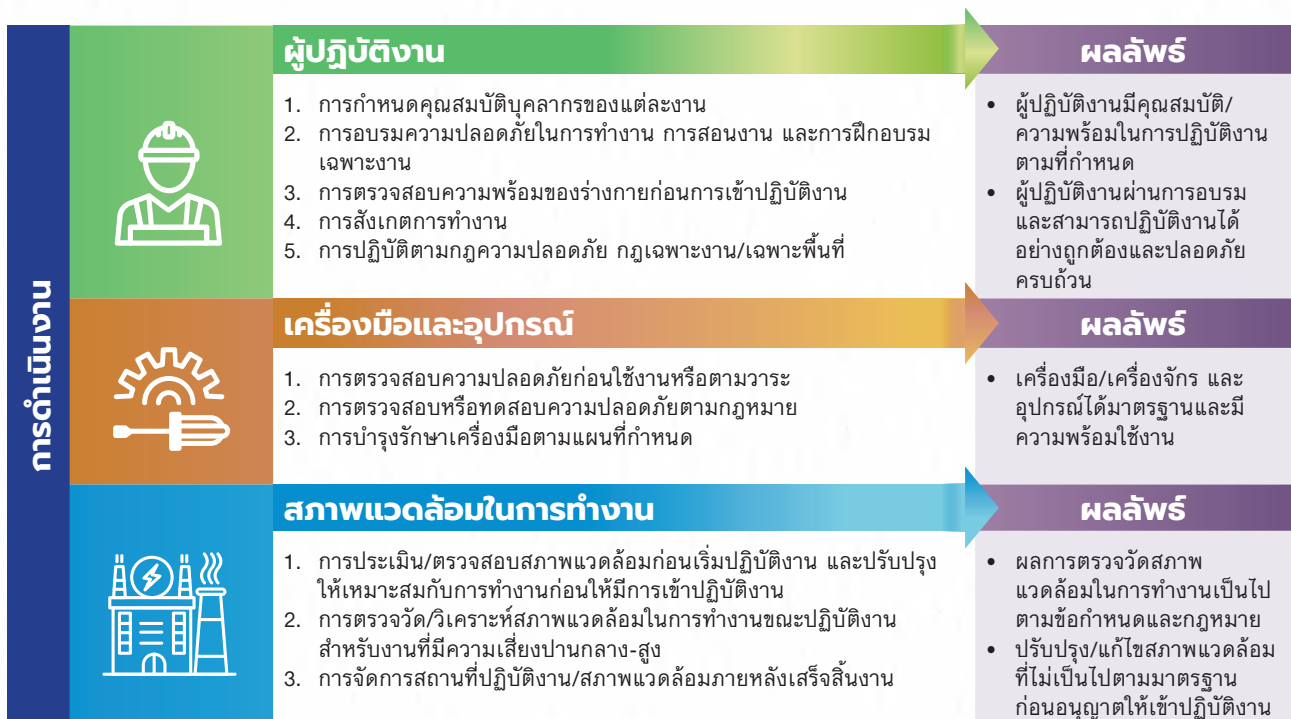 การดำเนินงาน
ผู้ปฏิบัติงาน
1. การกำหนดคุณสมบัติบุคลากรของแต่ละงาน
2. การอบรมความปลอดภัยในการทำงาน การสอนงาน และการฝึกอบรม
เฉพาะงาน
3. การตรวจสอบความพร้อมของร่างกายก่อนการเข้าปฏิบัติงาน
4. การสังเกตการทำงาน
5. การปฏิบัติตามกฎความปลอดภัย กฎเฉพาะงาน/เฉพาะพื้นที่
ผลลัพธ์
• ผู้ปฏิบัติงานมีคุณสมบัติ/
ความพร้อมในการปฏิบัติงาน
ตามที่กำหนด
• ผู้ปฏิบัติงานผ่านการอบรม
และสามารถปฏิบัติงานได้
อย่างถูกต้องและปลอดภัย
ครบถ้วน
เครื่องมือและอุปกรณ์
1. การตรวจสอบความปลอดภัยก่อนใช้งานหรือตามวาระ
2. การตรวจสอบหรือทดสอบความปลอดภัยตามกฎหมาย
3. การบำรุงรักษาเครื่องมือตามแผนที่กำหนด
ผลลัพธ์
• เครื่องมือ/เครื่องจักร และ
อุปกรณ์ได้มาตรฐานและมี
ความพร้อมใช้งาน
สภาพแวดล้อมในการทำงาน
1. การประเมิน/ตรวจสอบสภาพแวดล้อมก่อนเริ่มปฏิบัติงาน และปรับปรุง
ให้เหมาะสมกับการทำงานก่อนให้มีการเข้าปฏิบัติงาน
2. การตรวจวัด/วิเคราะห์สภาพแวดล้อมในการทำงานขณะปฏิบัติงาน
สำหรับงานที่มีความเสี่ยงปานกลาง-สูง
3. การจัดการสถานที่ปฏิบัติงาน/สภาพแวดล้อมภายหลังเสร็จสิ้นงาน
ผลลัพธ์
• ผลการตรวจวัดสภาพ
แวดล้อมในการทำงานเป็นไป
ตามข้อกำหนดและกฎหมาย
• ปรับปรุง/แก้ไขสภาพแวดล้อม
ที่ไม่เป็นไปตามมาตรฐาน
ก่อนอนุญาตให้เข้าปฏิบัติงาน